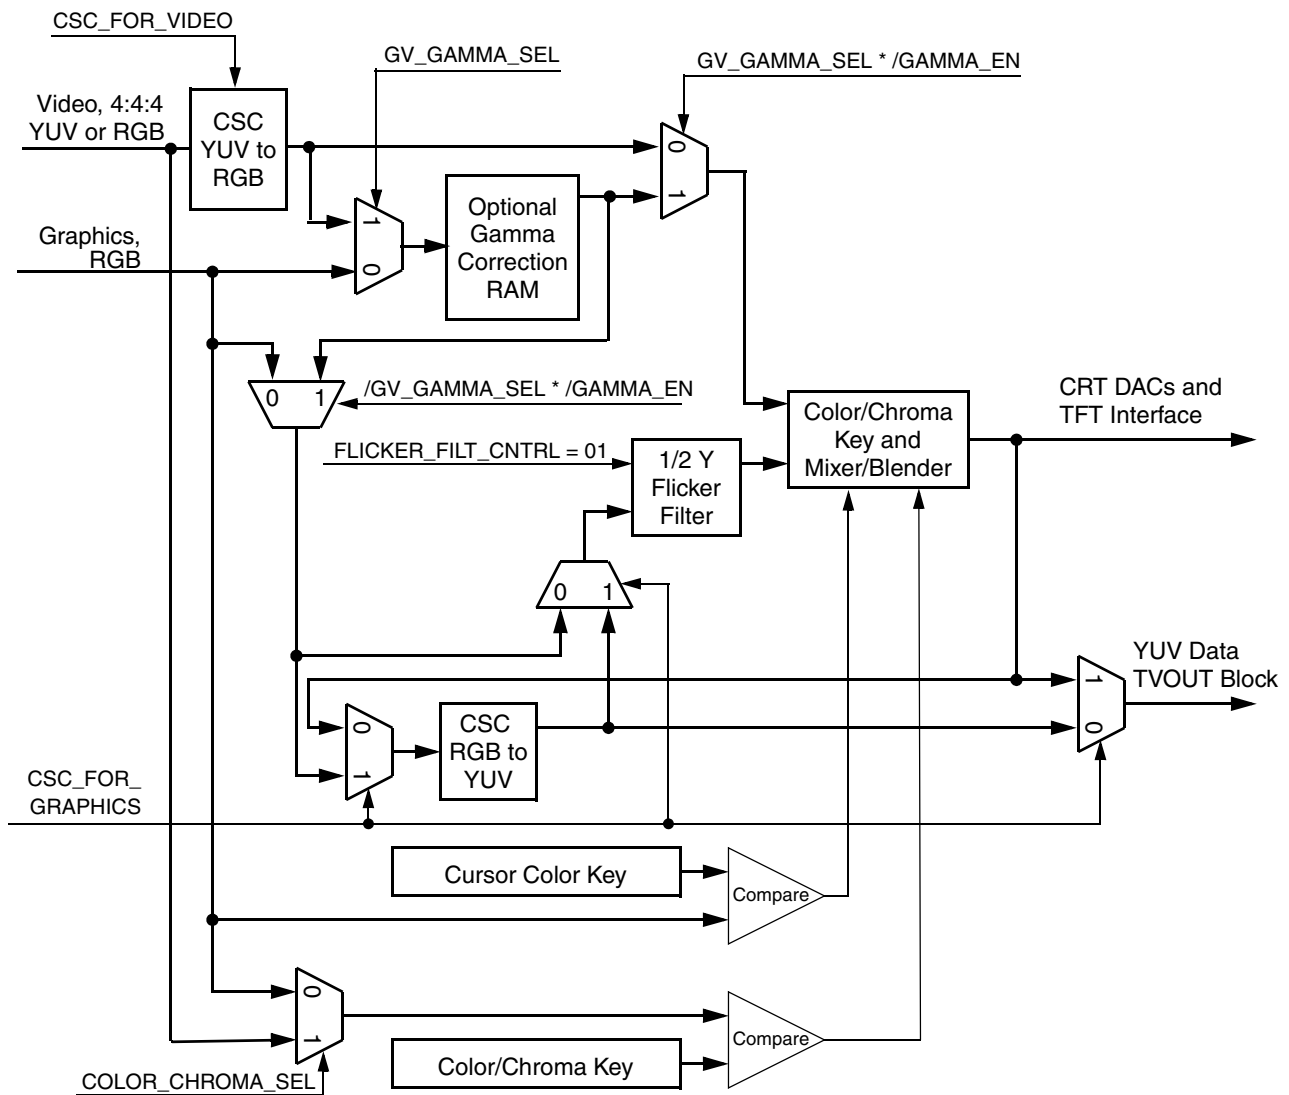 CSC_FOR_VIDEO
GV_GAMMA_SEL
GV_GAMMA_SEL * /GAMMA_EN
Video, 4:4:4
YUV or RGB
CSC
YUV to
RGB
0
1
Optional
Gamma
Correction
RAM
1
0
Graphics,
RGB
0 1
/GV_GAMMA_SEL * /GAMMA_EN
Color/Chroma
Key and
Mixer/Blender
CRT DACs and
TFT Interface
FLICKER_FILT_CNTRL = 01
1/2 Y
Flicker
Filter
0 1
YUV Data
TVOUT Block
1
0
0
1
CSC
RGB to
YUV
CSC_FOR_
GRAPHICS
Cursor Color Key
Compare
0
1
Compare
Color/Chroma Key
COLOR_CHROMA_SEL